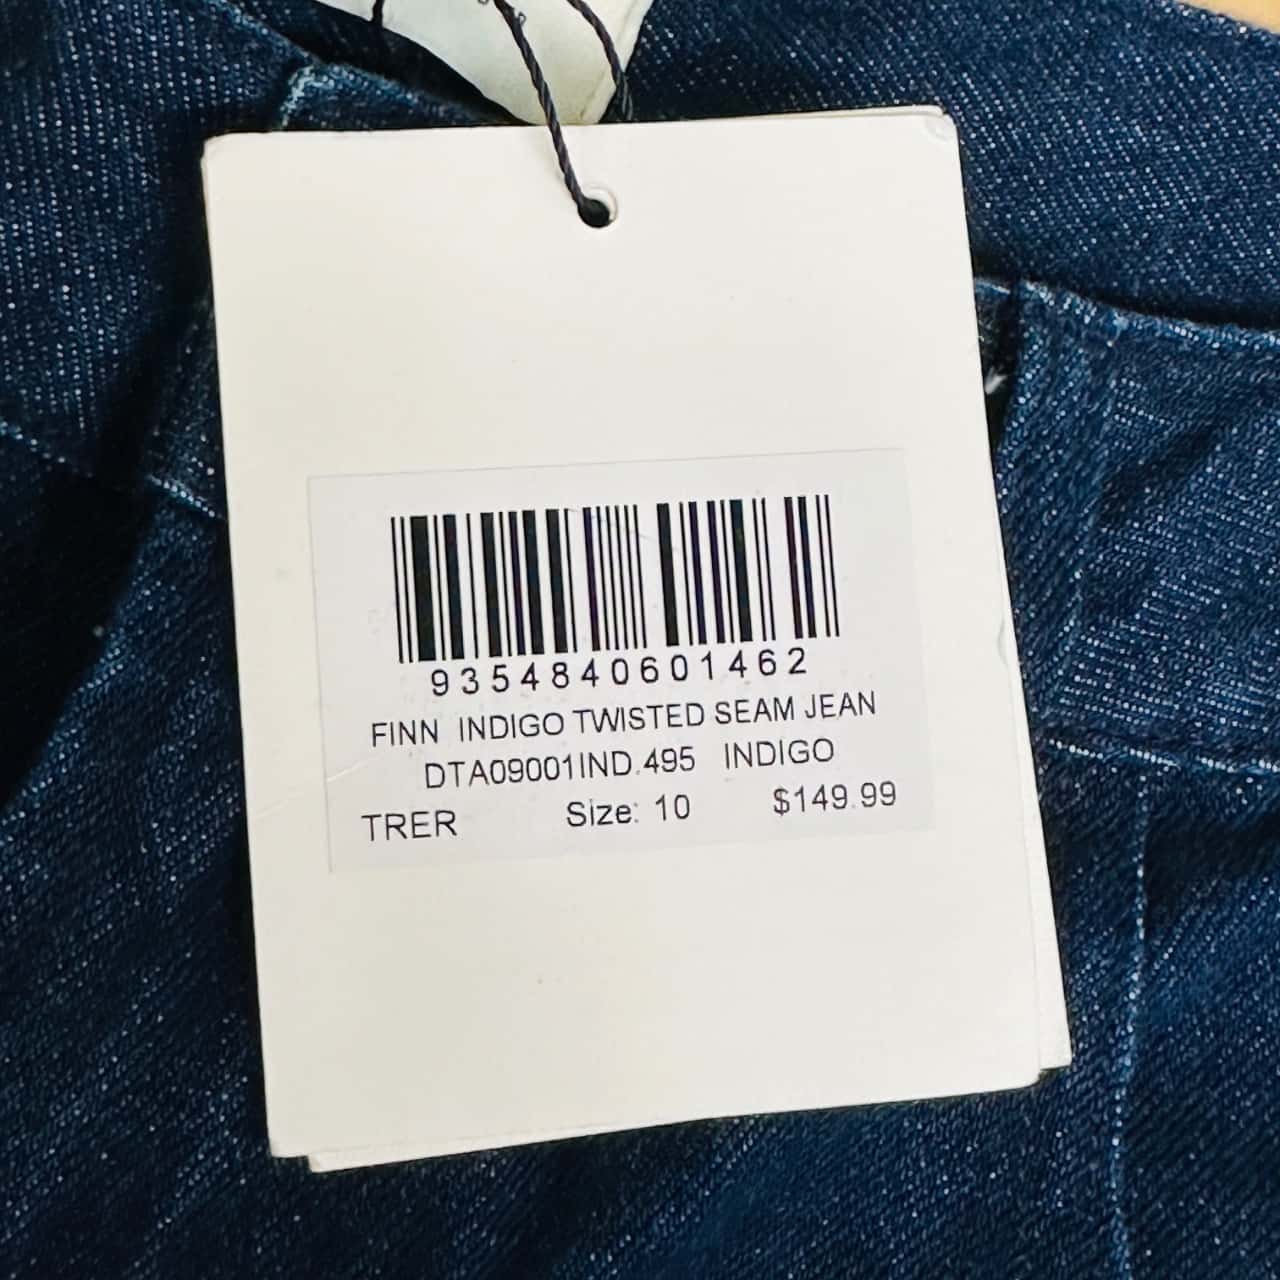 9354840601462
FINN INDIGO TWISTED SEAM JEAN
DTA09001IND.495 INDIGO
TRER Size: 10 $149.99